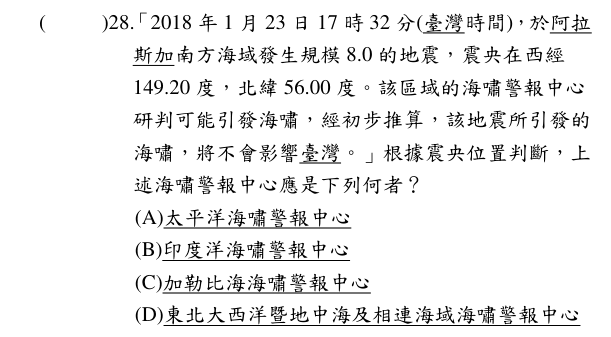 (　　)28.「2018 年 1 月 23 日 17 時 32 分(臺灣時間)，於阿拉
斯加南方海域發生規模 8.0 的地震，震央在西經
149.20 度，北緯 56.00 度。該區域的海嘯警報中心
研判可能引發海嘯，經初步推算，該地震所引發的
海嘯，將不會影響臺灣。」根據震央位置判斷，上
述海嘯警報中心應是下列何者？
(A)太平洋海嘯警報中心
(B)印度洋海嘯警報中心
(C)加勒比海海嘯警報中心
(D)東北大西洋暨地中海及相連海域海嘯警報中心